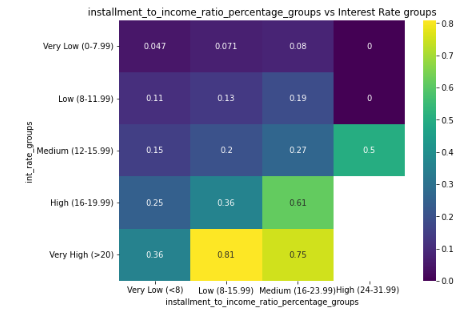 installment_to_income_ratio_percentage_groups vs Interest Rate groups
int_rate_groups
Very Low (0-7.99) 0.047 0.071 0.08 0
Low (8-11.99) 0.11 0.13 0.19 0
Medium (12-15.99) 0.15 0.2 0.27 0.5
High (16-19.99) 0.25 0.36 0.61
Very High (>20) 0.36 0.81 0.75
Very Low (<8) Low (8-15.99) Medium (16-23.99) High (24-31.99)
installment_to_income_ratio_percentage_groups
0.8
0.7
0.6
0.5
0.4
0.3
0.2
0.1
0.0